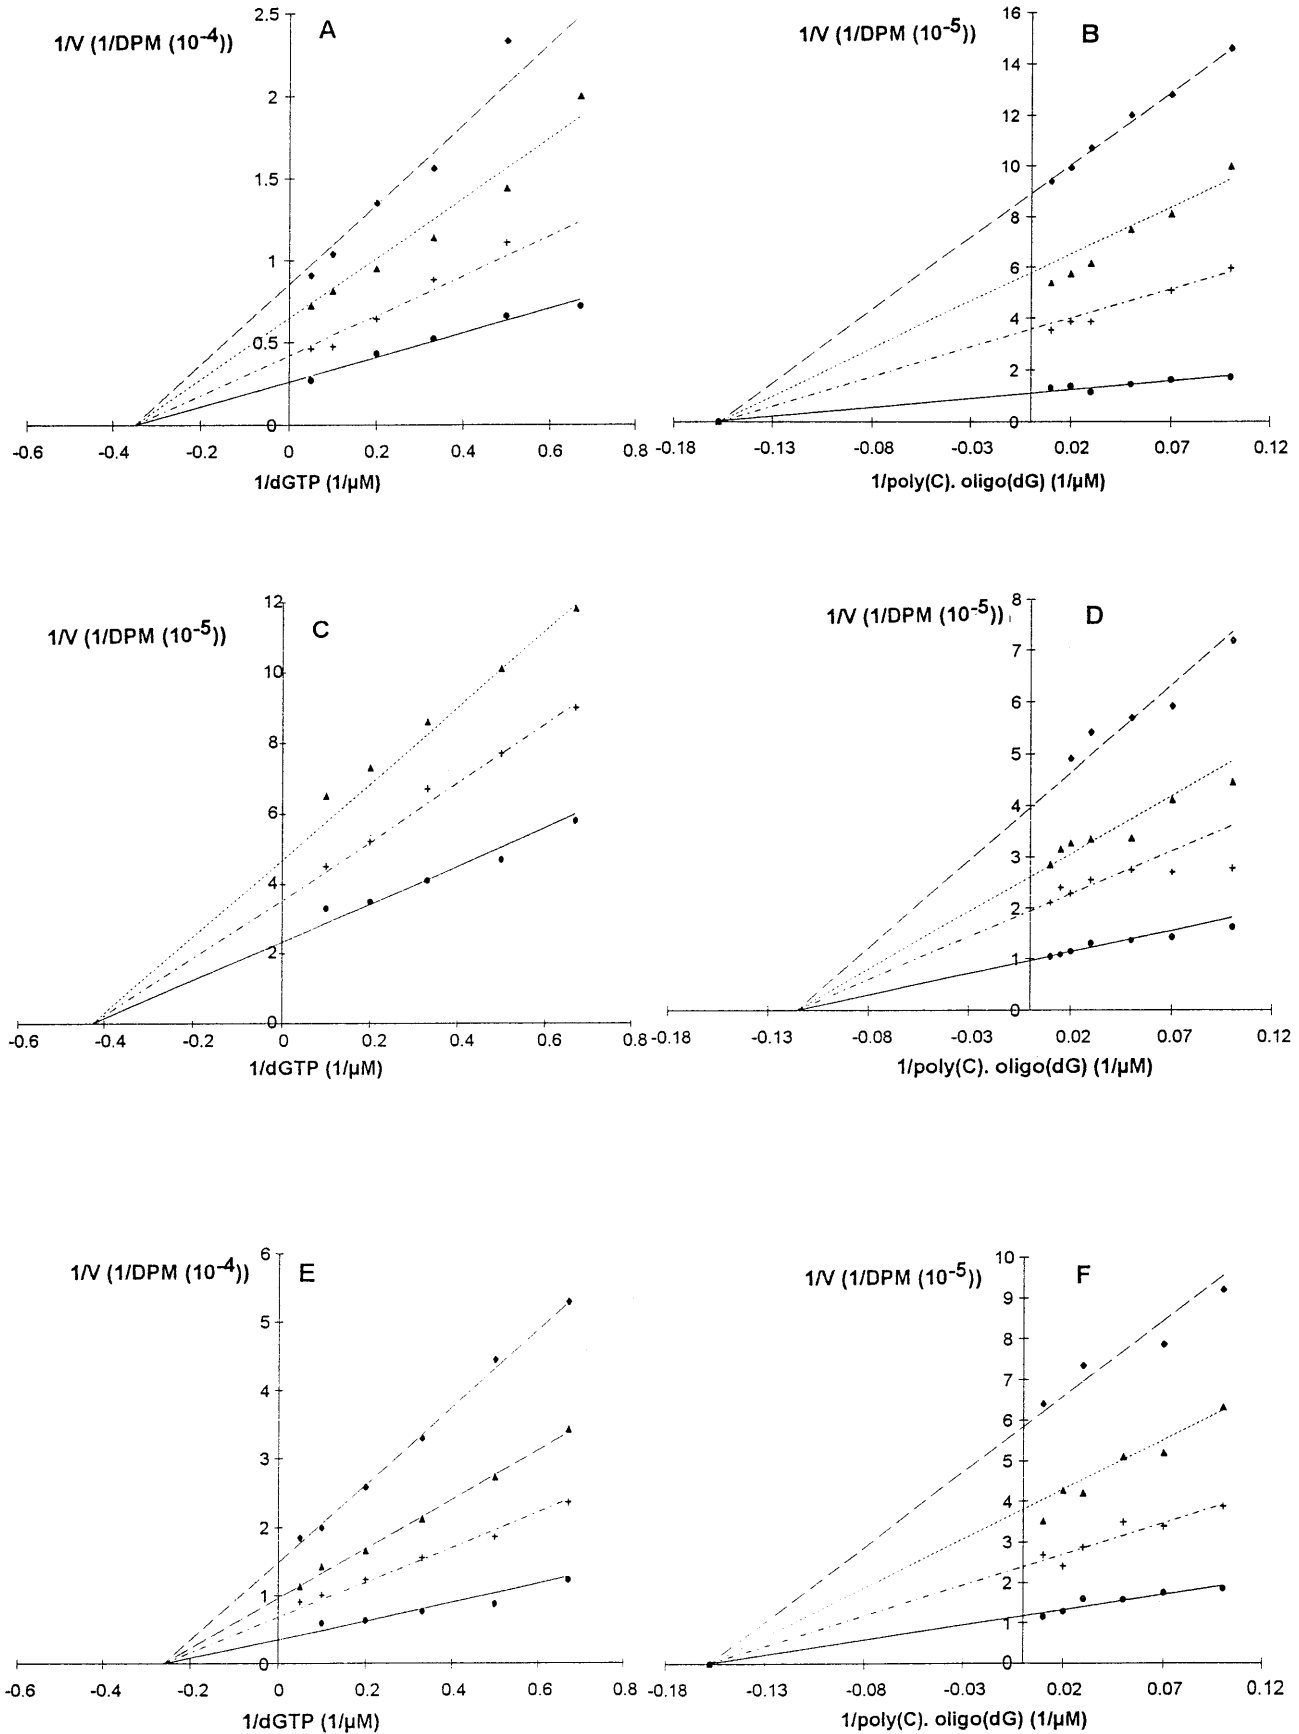 1/V (1/DPM (10-4)) A
2.5
2
1.5
1
0.5
0
-0.6 -0.4 -0.2 0 0.2 0.4 0.6 0.8
1/dGTP (1/µM)
1/V (1/DPM (10-5)) B
16
14
12
10
8
6
4
2
0
-0.18 -0.13 -0.08 -0.03 0.02 0.07 0.12
1/poly(C). oligo(dG) (1/µM)
1/V (1/DPM (10-5)) C
12
10
8
6
4
2
0
-0.6 -0.4 -0.2 0 0.2 0.4 0.6 0.8
1/dGTP (1/µM)
1/V (1/DPM (10-5)) D
8
7
6
5
4
3
2
1
0
-0.18 -0.13 -0.08 -0.03 0.02 0.07 0.12
1/poly(C). oligo(dG) (1/µM)
1/V (1/DPM (10-4)) E
6
5
4
3
2
1
0
-0.6 -0.4 -0.2 0 0.2 0.4 0.6 0.8
1/dGTP (1/µM)
1/V (1/DPM (10-5)) F
10
9
8
7
6
5
4
3
2
1
0
-0.18 -0.13 -0.08 -0.03 0.02 0.07 0.12
1/poly(C). oligo(dG) (1/µM)